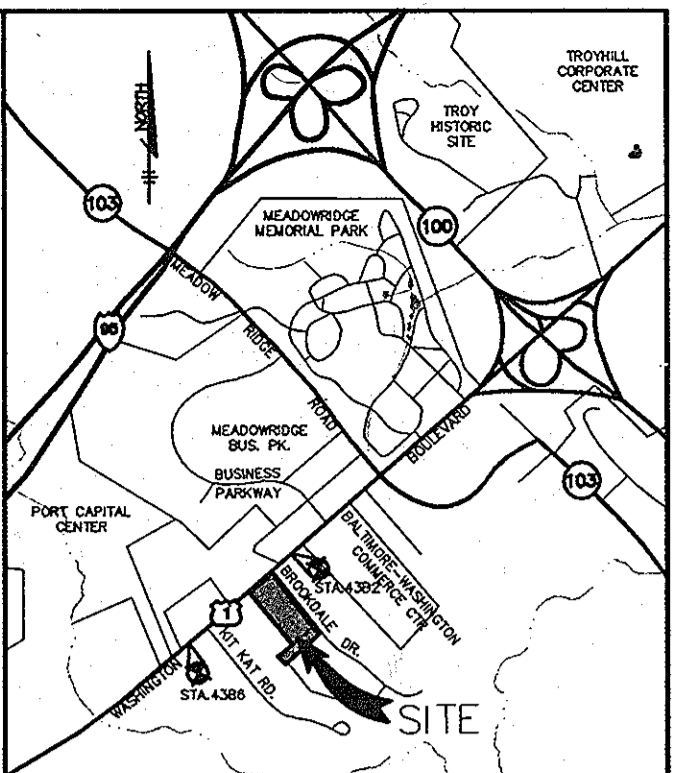 TROYHILL
CORPORATE
CENTER
NORTH
TROY
HISTORIC
SITE
103
MEADOWRIDGE
MEMORIAL PARK
100
MEADOW
RIDGE
ROAD
95
MEADOWRIDGE
BUS. PK.
BUSINESS
PARKWAY
BOULEVARD
103
PORT CAPITAL
CENTER
BALTIMORE-WASHINGTON
COMMERCE CTR
STA.4382
BROOKDALE
DR.
1
KIT KAT RD.
WASHINGTON
STA.4386
SITE